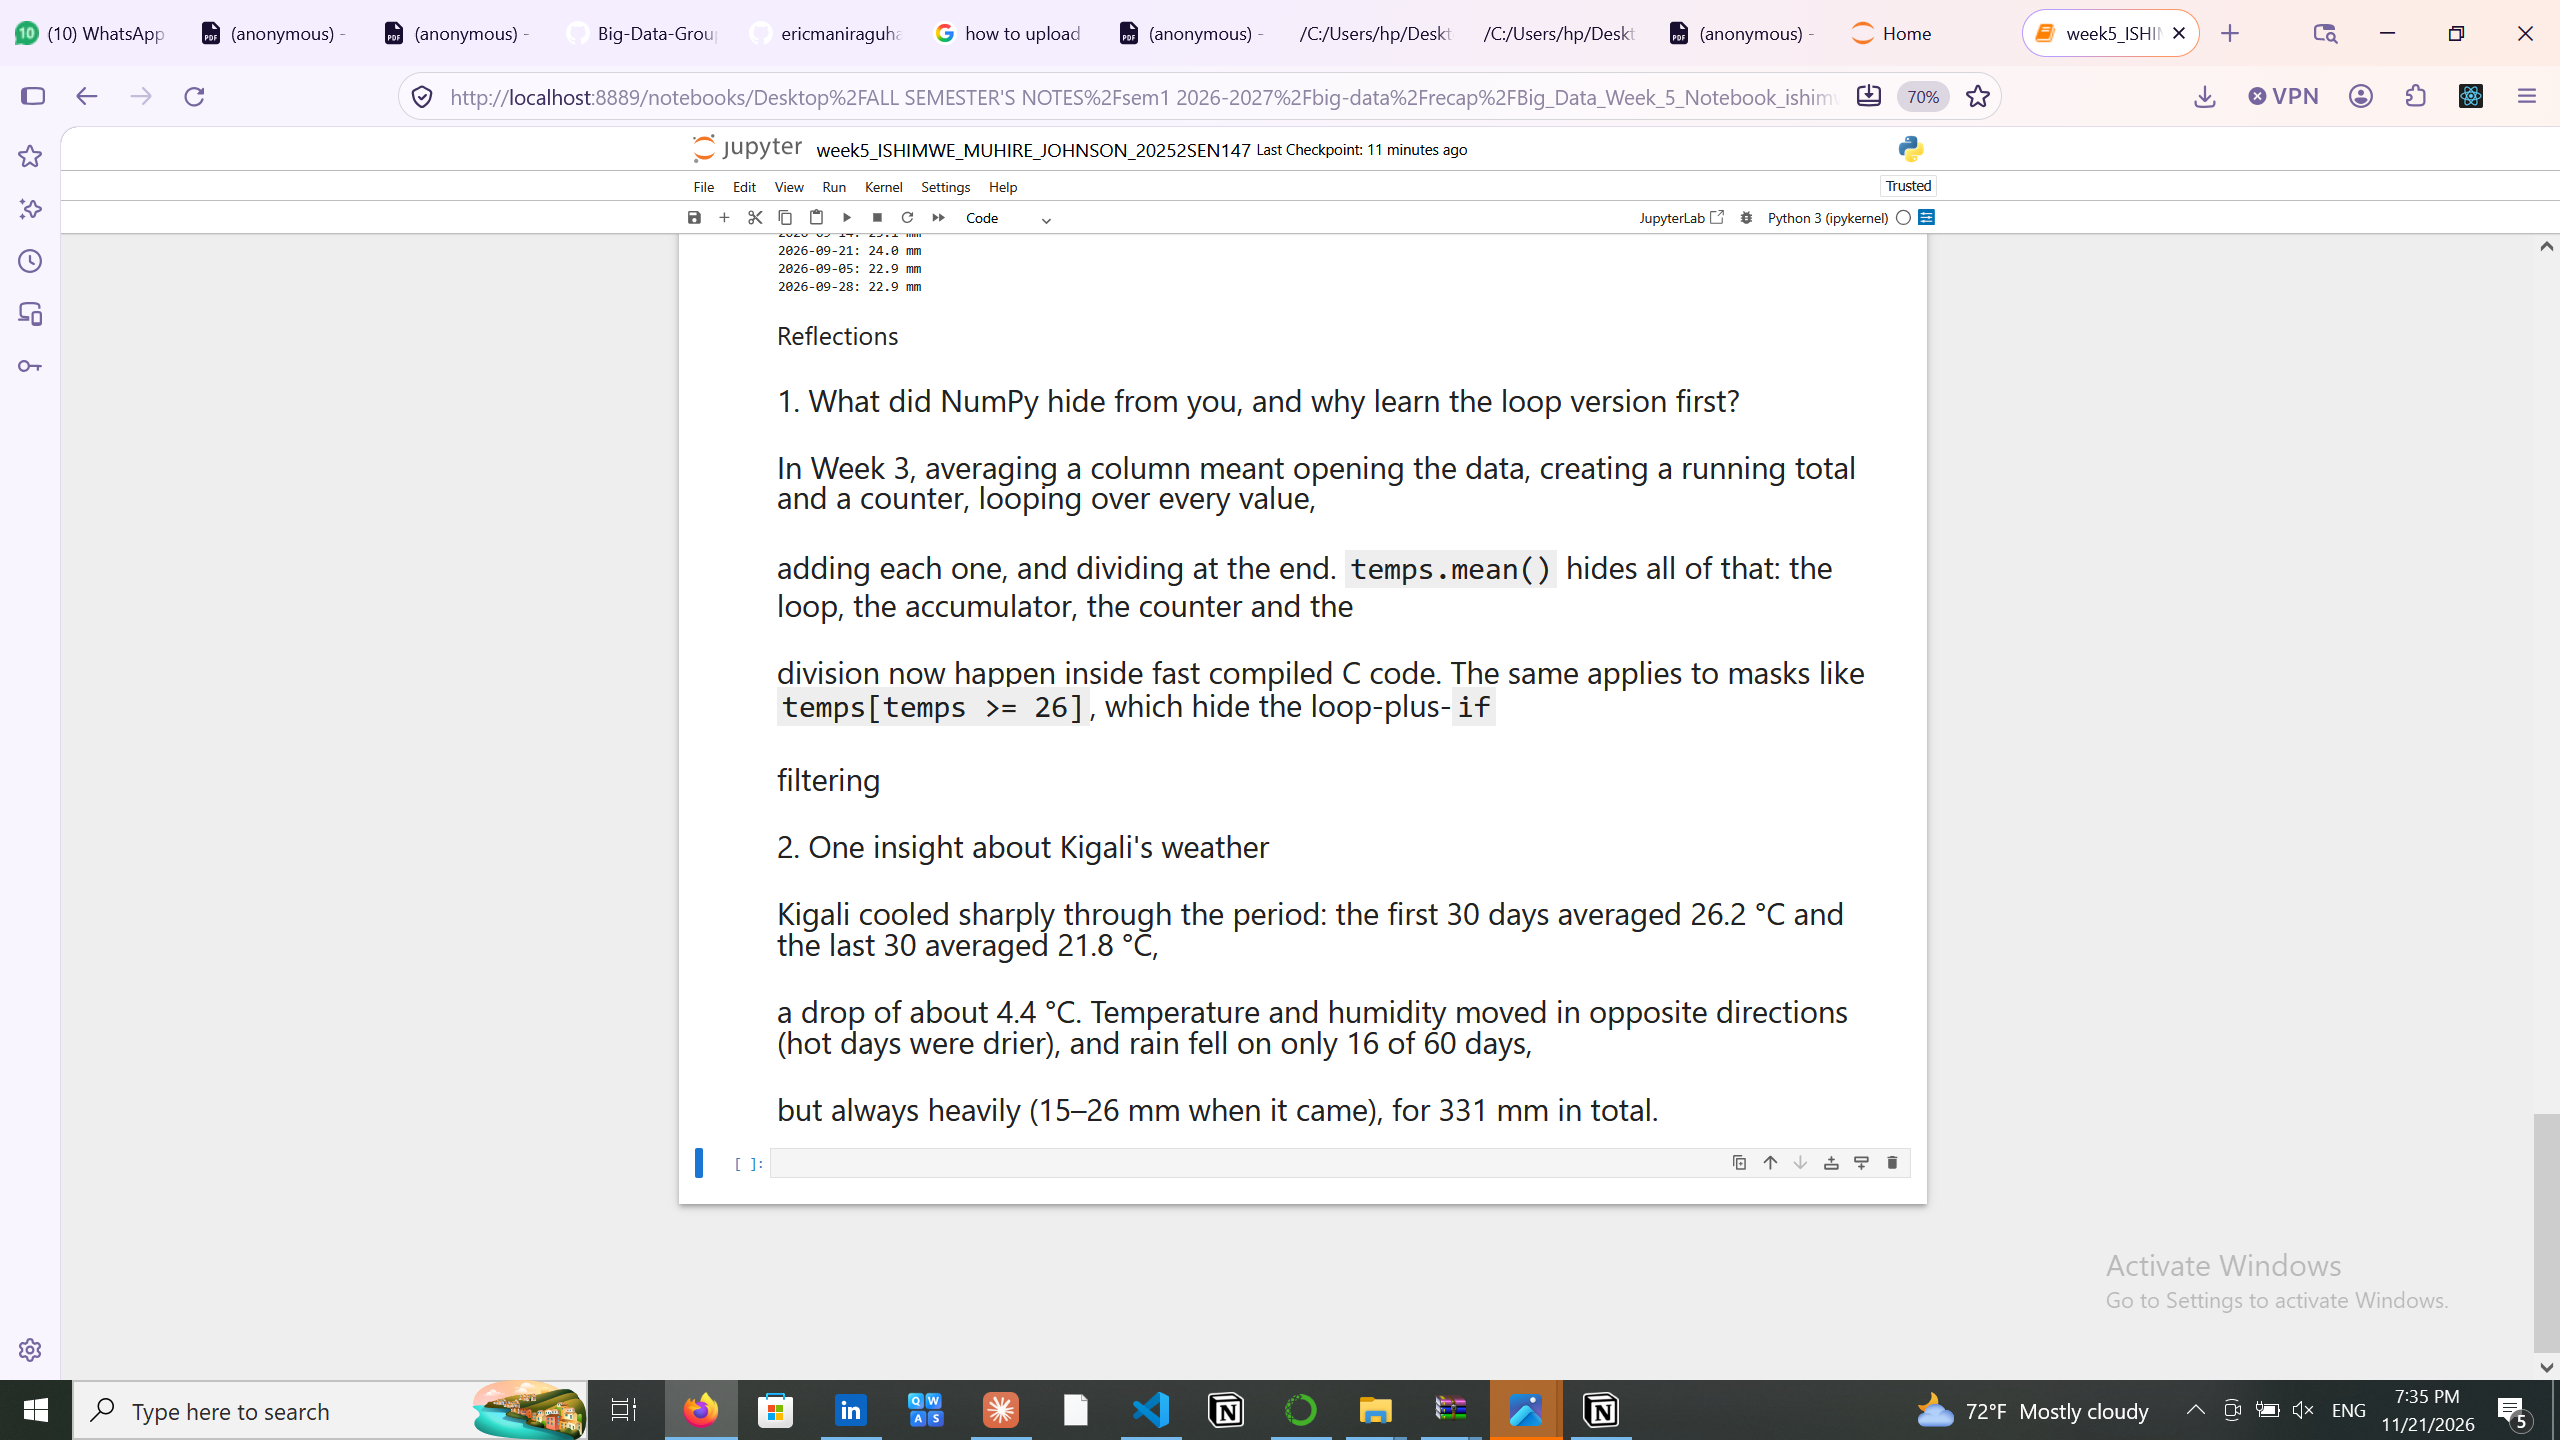 (10) WhatsApp
(anonymous) -
(anonymous) -
Big-Data-Grou
ericmaniraguha
how to upload
(anonymous) -
/C:/Users/hp/Deskt
/C:/Users/hp/Deskt
(anonymous) -
Home
week5_ISHIM
http://localhost:8889/notebooks/Desktop%2FALL SEMESTER'S NOTES%2Fsem1 2026-2027%2Fbig-data%2Frecap%2FBig_Data_Week_5_Notebook_ishimw
70%
VPN
jupyter week5_ISHIMWE_MUHIRE_JOHNSON_20252SEN147 Last Checkpoint: 11 minutes ago
File Edit View Run Kernel Settings Help
Trusted
Code
JupyterLab
Python 3 (ipykernel)
2026-09-21: 24.0 mm
2026-09-05: 22.9 mm
2026-09-28: 22.9 mm
Reflections
1. What did NumPy hide from you, and why learn the loop version first?
In Week 3, averaging a column meant opening the data, creating a running total
and a counter, looping over every value,
adding each one, and dividing at the end. temps.mean() hides all of that: the
loop, the accumulator, the counter and the
division now happen inside fast compiled C code. The same applies to masks like
temps[temps >= 26], which hide the loop-plus-if
filtering
2. One insight about Kigali's weather
Kigali cooled sharply through the period: the first 30 days averaged 26.2 °C and
the last 30 averaged 21.8 °C,
a drop of about 4.4 °C. Temperature and humidity moved in opposite directions
(hot days were drier), and rain fell on only 16 of 60 days,
but always heavily (15–26 mm when it came), for 331 mm in total.
[ ]:
Activate Windows
Go to Settings to activate Windows.
Type here to search
72°F Mostly cloudy
ENG
7:35 PM
11/21/2026
5